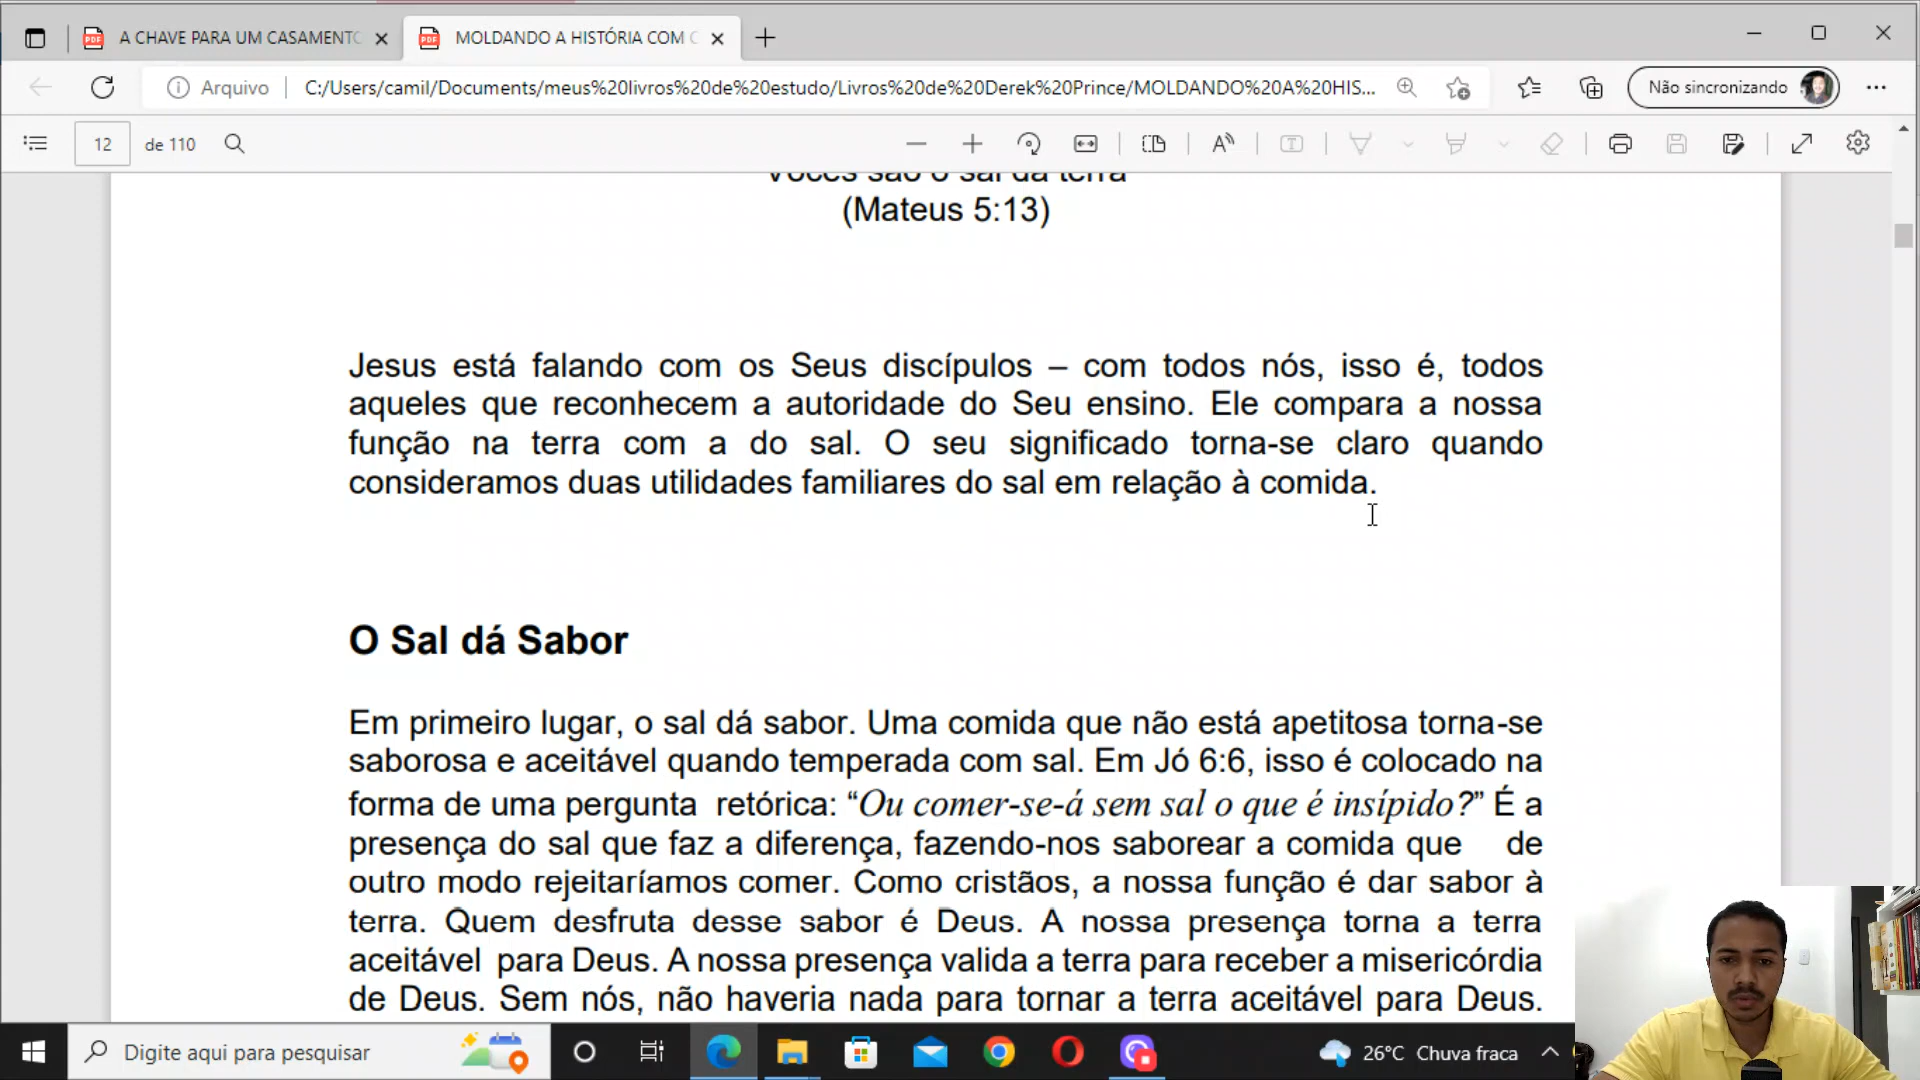 A CHAVE PARA UM CASAMENTO
MOLDANDO A HISTÓRIA COM
Arquivo
C:/Users/camil/Documents/meus%20livros%20de%20estudo/Livros%20de%20Derek%20Prince/MOLDANDO%20A%20HIS...
Não sincronizando
12 de 110
Vocês são o sal da terra
(Mateus 5:13)
Jesus está falando com os Seus discípulos – com todos nós, isso é, todos
aqueles que reconhecem a autoridade do Seu ensino. Ele compara a nossa
função na terra com a do sal. O seu significado torna-se claro quando
consideramos duas utilidades familiares do sal em relação à comida.
O Sal dá Sabor
Em primeiro lugar, o sal dá sabor. Uma comida que não está apetitosa torna-se
saborosa e aceitável quando temperada com sal. Em Jó 6:6, isso é colocado na
forma de uma pergunta retórica: “Ou comer-se-á sem sal o que é insípido?” É a
presença do sal que faz a diferença, fazendo-nos saborear a comida que de
outro modo rejeitaríamos comer. Como cristãos, a nossa função é dar sabor à
terra. Quem desfruta desse sabor é Deus. A nossa presença torna a terra
aceitável para Deus. A nossa presença valida a terra para receber a misericórdia
de Deus. Sem nós, não haveria nada para tornar a terra aceitável para Deus.
Digite aqui para pesquisar
26°C Chuva fraca